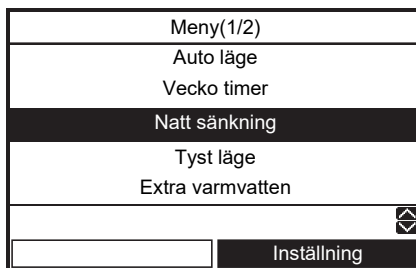 Meny(1/2)
Auto läge
Vecko timer
Natt sänkning
Tyst läge
Extra varmvatten
Inställning